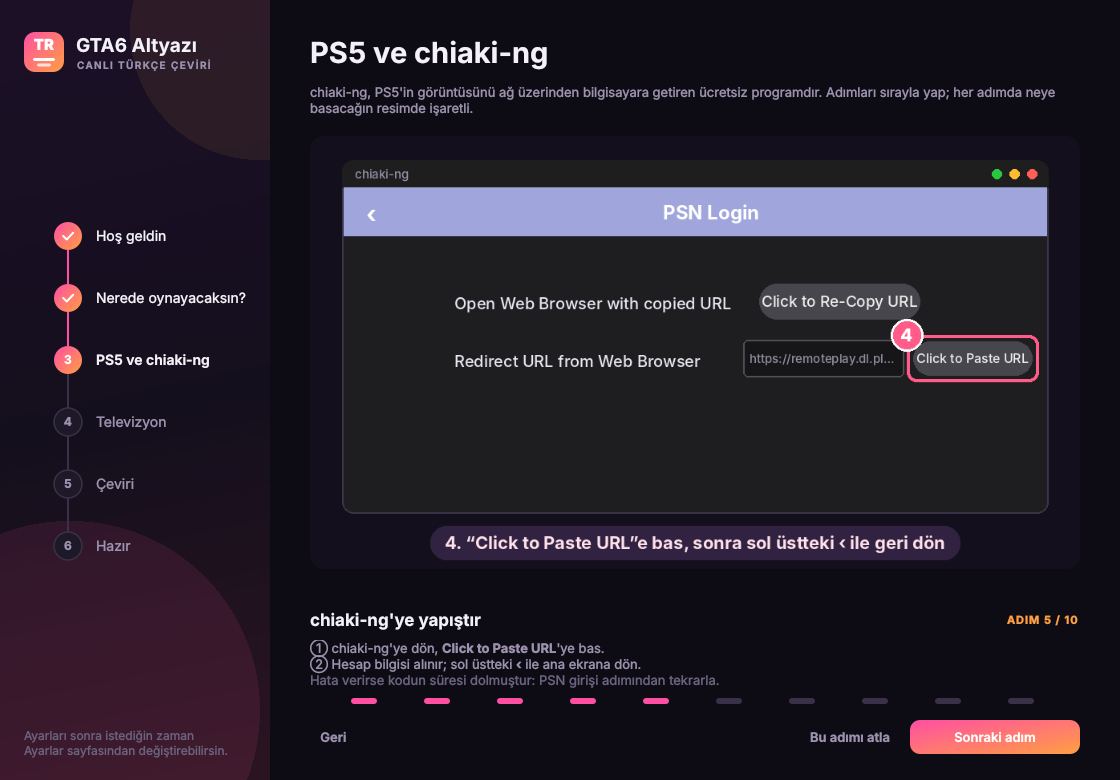 TR
GTA6 Altyazı
CANLI TÜRKÇE ÇEVİRİ
Hoş geldin
Nerede oynayacaksın?
3 PS5 ve chiaki-ng
4 Televizyon
5 Çeviri
6 Hazır
Ayarları sonra istediğin zaman
Ayarlar sayfasından değiştirebilirsin.
PS5 ve chiaki-ng
chiaki-ng, PS5'in görüntüsünü ağ üzerinden bilgisayara getiren ücretsiz programdır. Adımları sırayla yap; her adımda neye
basacağın resimde işaretli.
chiaki-ng
‹ PSN Login
Open Web Browser with copied URL Click to Re-Copy URL
4
Redirect URL from Web Browser https://remoteplay.dl.pl... Click to Paste URL
4. “Click to Paste URL”e bas, sonra sol üstteki ‹ ile geri dön
chiaki-ng'ye yapıştır ADIM 5 / 10
① chiaki-ng'ye dön, Click to Paste URL'ye bas.
② Hesap bilgisi alınır; sol üstteki ‹ ile ana ekrana dön.
Hata verirse kodun süresi dolmuştur: PSN girişi adımından tekrarla.
Geri Bu adımı atla Sonraki adım